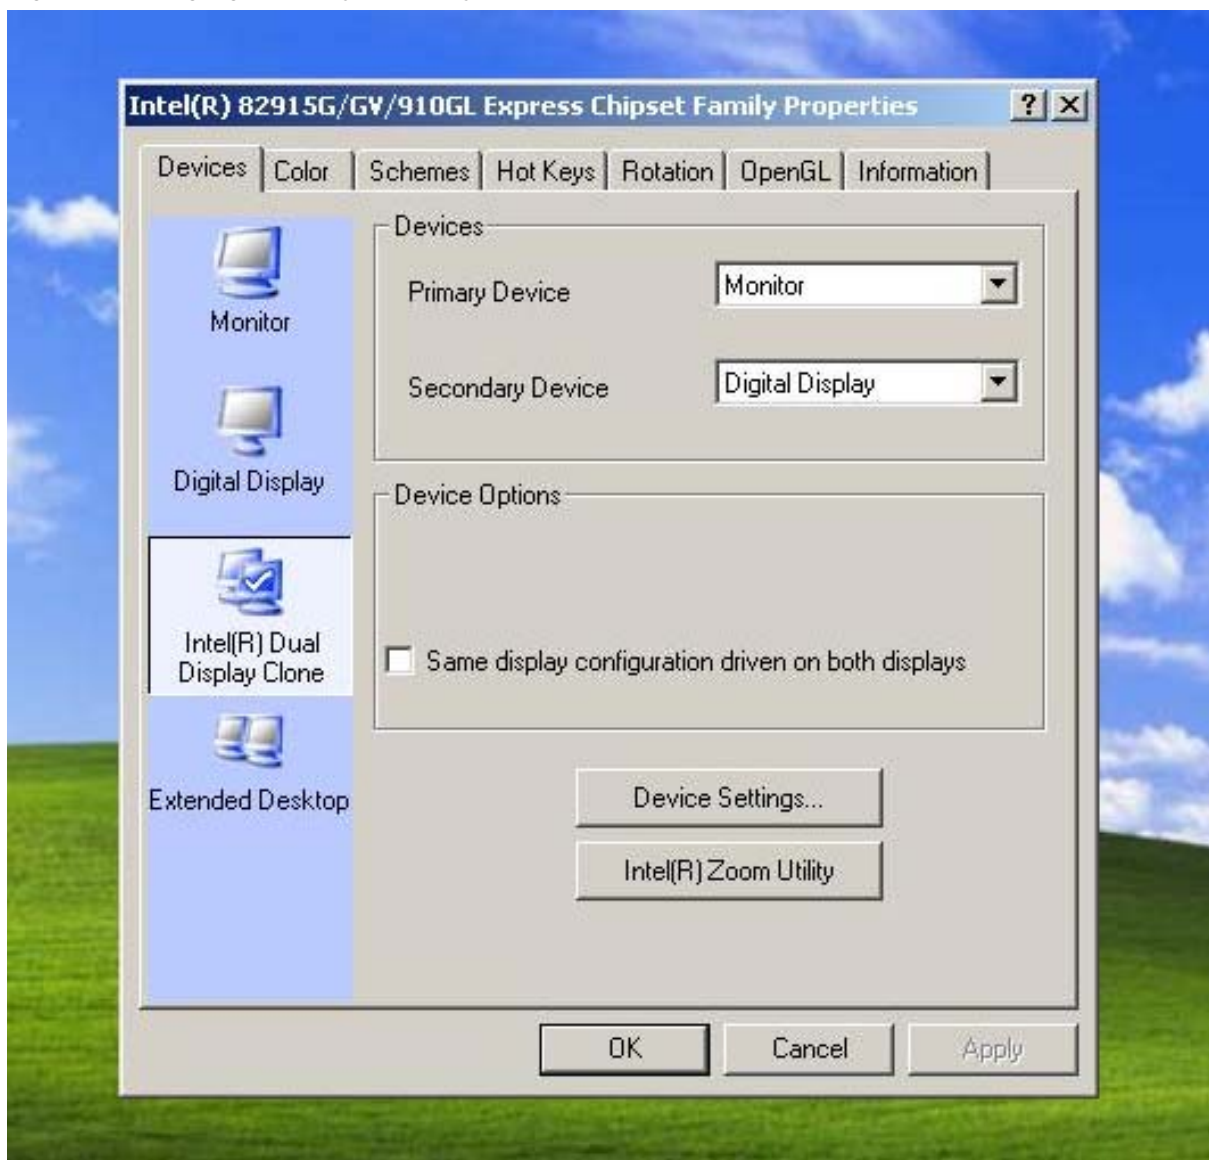 Intel(R) 82915G/GV/910GL Express Chipset Family Properties
Devices Color Schemes Hot Keys Rotation OpenGL Information
Monitor
Digital Display
Intel(R) Dual
Display Clone
Extended Desktop
Devices
Primary Device Monitor
Secondary Device Digital Display
Device Options
Same display configuration driven on both displays
Device Settings...
Intel(R) Zoom Utility
OK Cancel Apply